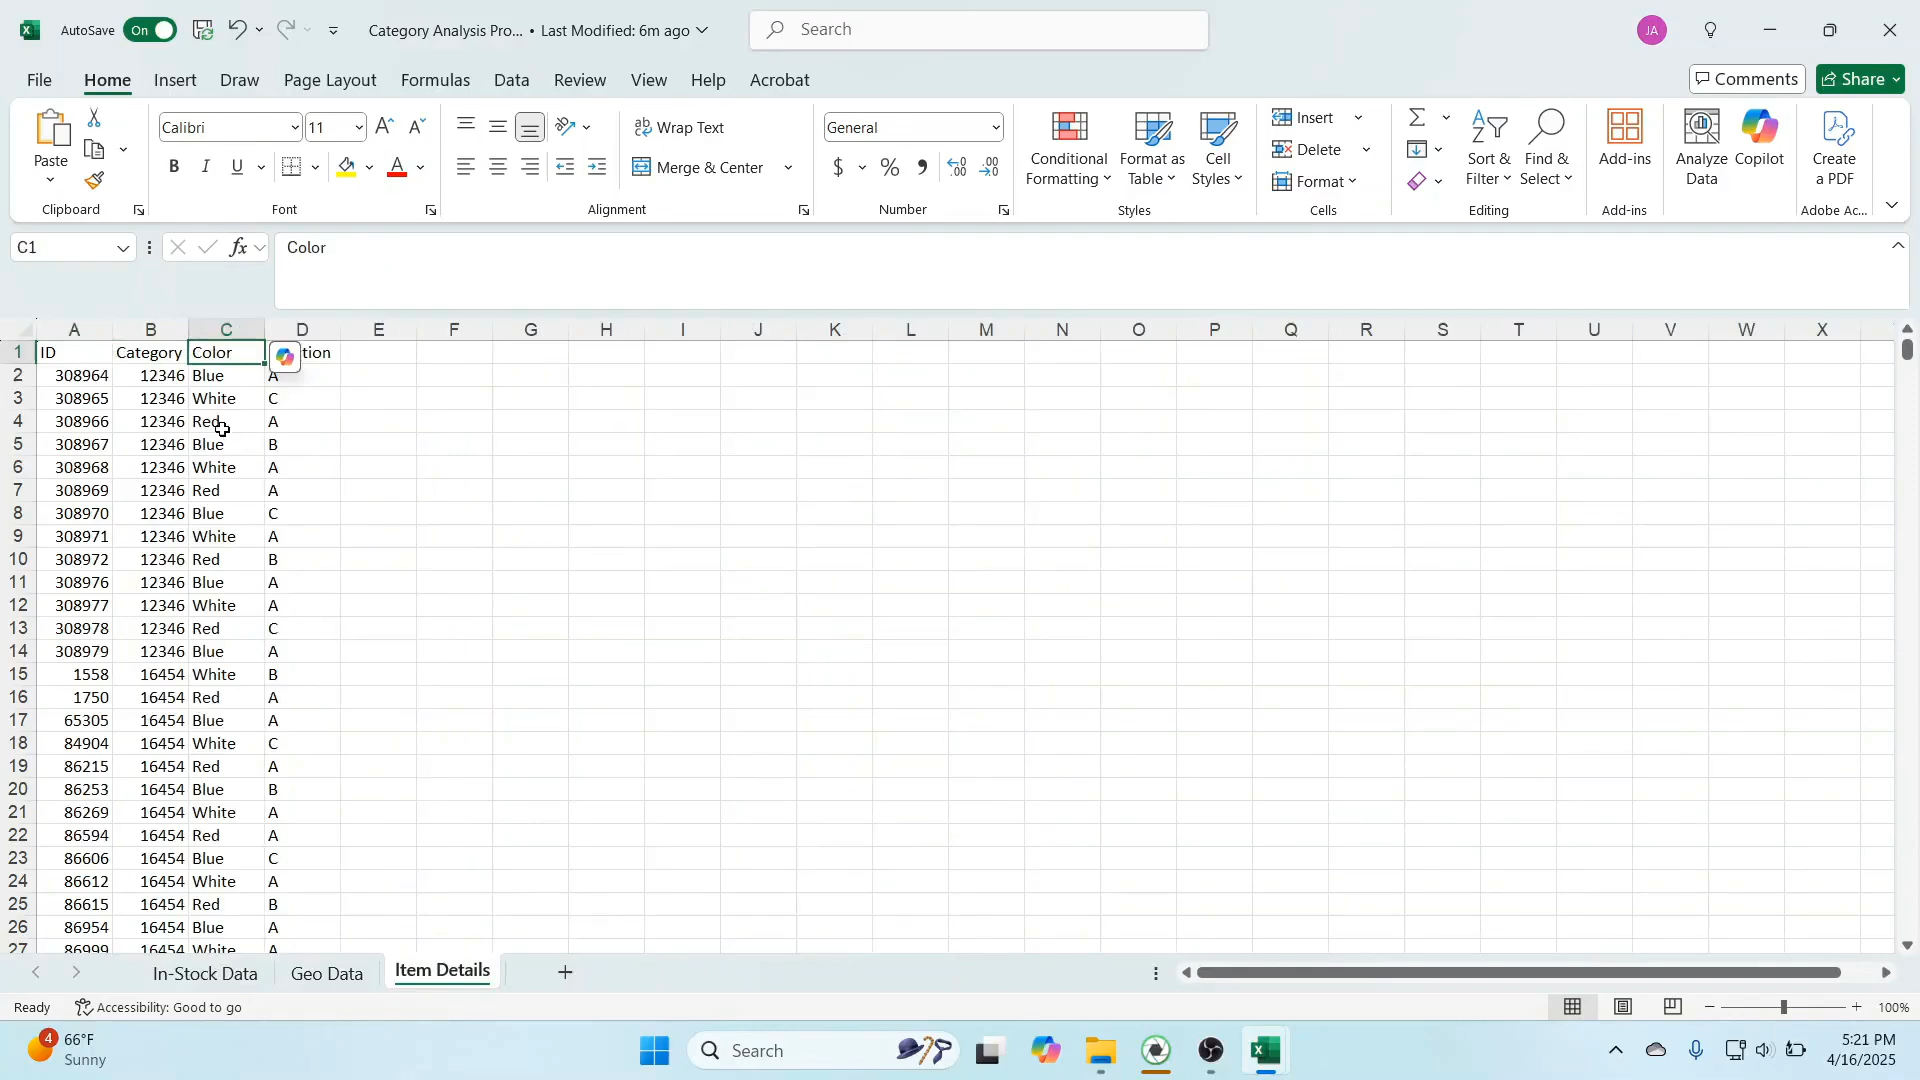 AutoSave On Category Analysis Pro... • Last Modified: 6m ago Search JA
File Home Insert Draw Page Layout Formulas Data Review View Help Acrobat Comments Share
Paste Calibri 11 Wrap Text General Conditional Formatting Format as Table Cell Styles Insert Sort & Filter Find & Select Add-ins Analyze Data Copilot Create a PDF
Delete
B I U A Merge & Center $ % , Format
Clipboard Font Alignment Number Styles Cells Editing Add-ins Adobe Ac...
C1 fx Color
A B C D E F G H I J K L M N O P Q R S T U V W X
1 ID Category Color tion
2 308964 12346 Blue A
3 308965 12346 White C
4 308966 12346 Red A
5 308967 12346 Blue B
6 308968 12346 White A
7 308969 12346 Red A
8 308970 12346 Blue C
9 308971 12346 White A
10 308972 12346 Red B
11 308976 12346 Blue A
12 308977 12346 White A
13 308978 12346 Red C
14 308979 12346 Blue A
15 1558 16454 White B
16 1750 16454 Red A
17 65305 16454 Blue A
18 84904 16454 White C
19 86215 16454 Red A
20 86253 16454 Blue B
21 86269 16454 White A
22 86594 16454 Red A
23 86606 16454 Blue C
24 86612 16454 White A
25 86615 16454 Red B
26 86954 16454 Blue A
27 86999 16454 White A
In-Stock Data Geo Data Item Details
Ready Accessibility: Good to go 100%
4 66°F Search 5:21 PM
Sunny 4/16/2025